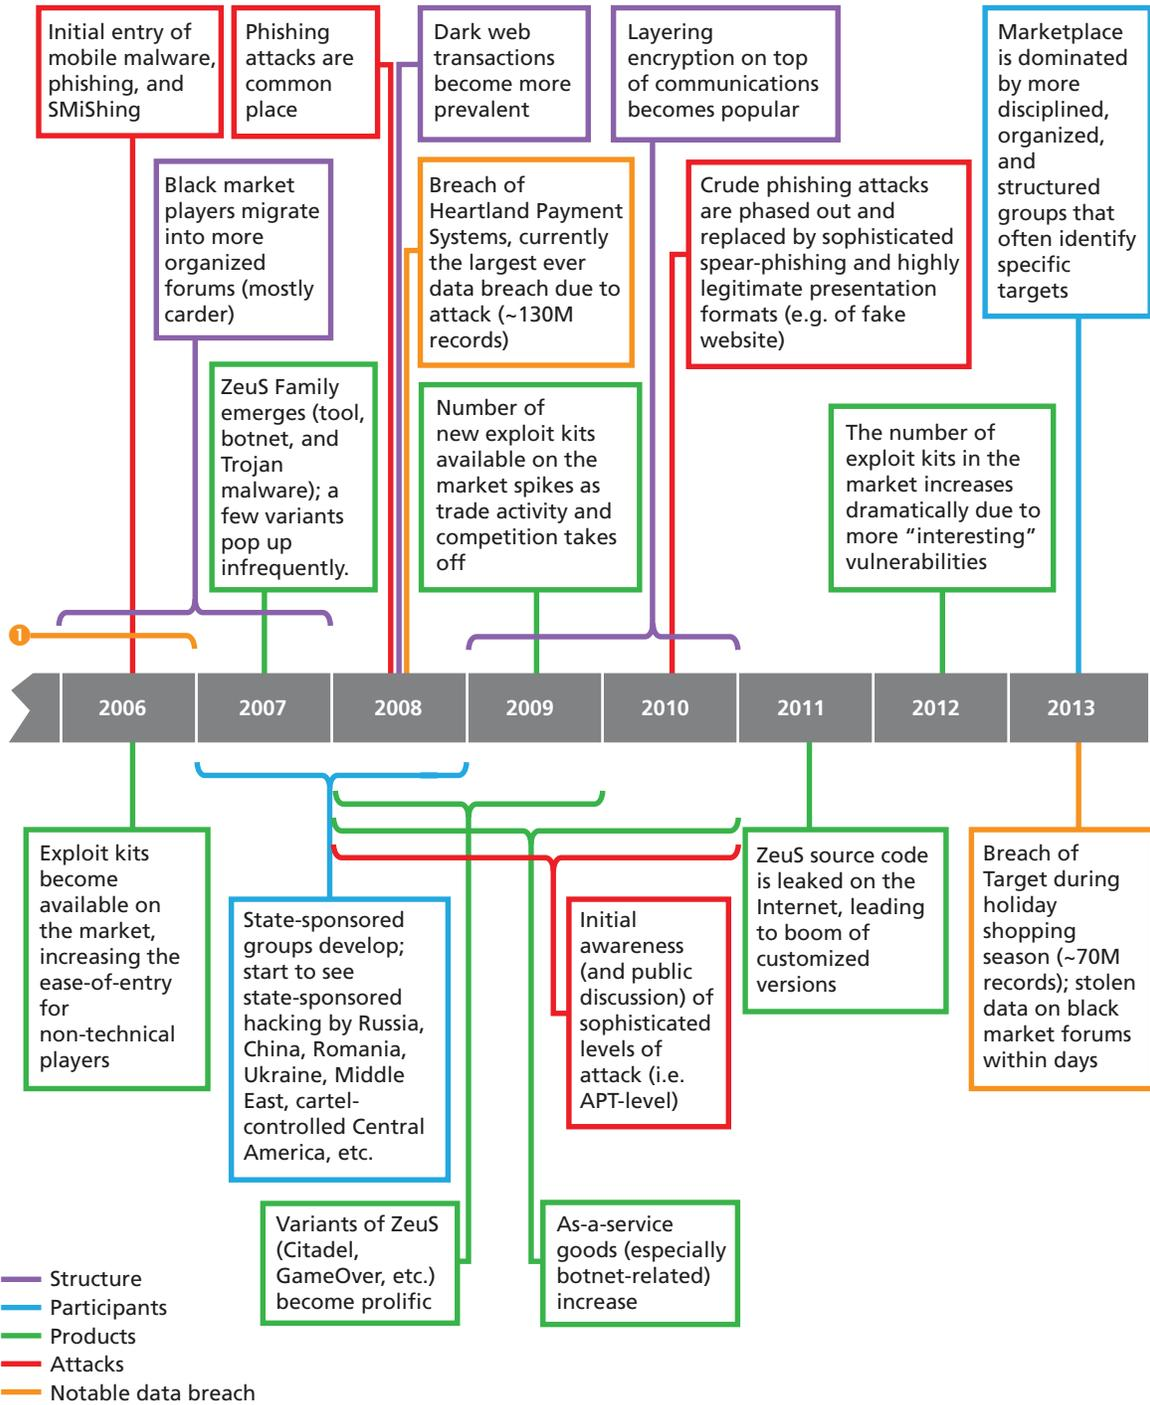 Initial entry of
mobile malware,
phishing, and
SMiShing
Phishing
attacks are
common
place
Dark web
transactions
become more
prevalent
Layering
encryption on top
of communications
becomes popular
Marketplace
is dominated
by more
disciplined,
organized,
and
structured
groups that
often identify
specific
targets
Black market
players migrate
into more
organized
forums (mostly
carder)
Breach of
Heartland Payment
Systems, currently
the largest ever
data breach due to
attack (~130M
records)
Crude phishing attacks
are phased out and
replaced by sophisticated
spear-phishing and highly
legitimate presentation
formats (e.g. of fake
website)
ZeuS Family
emerges (tool,
botnet, and
Trojan
malware); a
few variants
pop up
infrequently.
Number of
new exploit kits
available on the
market spikes as
trade activity and
competition takes
off
The number of
exploit kits in the
market increases
dramatically due to
more “interesting”
vulnerabilities
1
2006
2007
2008
2009
2010
2011
2012
2013
Exploit kits
become
available on
the market,
increasing the
ease-of-entry
for
non-technical
players
State-sponsored
groups develop;
start to see
state-sponsored
hacking by Russia,
China, Romania,
Ukraine, Middle
East, cartel-
controlled Central
America, etc.
Initial
awareness
(and public
discussion) of
sophisticated
levels of
attack (i.e.
APT-level)
ZeuS source code
is leaked on the
Internet, leading
to boom of
customized
versions
Breach of
Target during
holiday
shopping
season (~70M
records); stolen
data on black
market forums
within days
Variants of ZeuS
(Citadel,
GameOver, etc.)
become prolific
As-a-service
goods (especially
botnet-related)
increase
Structure
Participants
Products
Attacks
Notable data breach